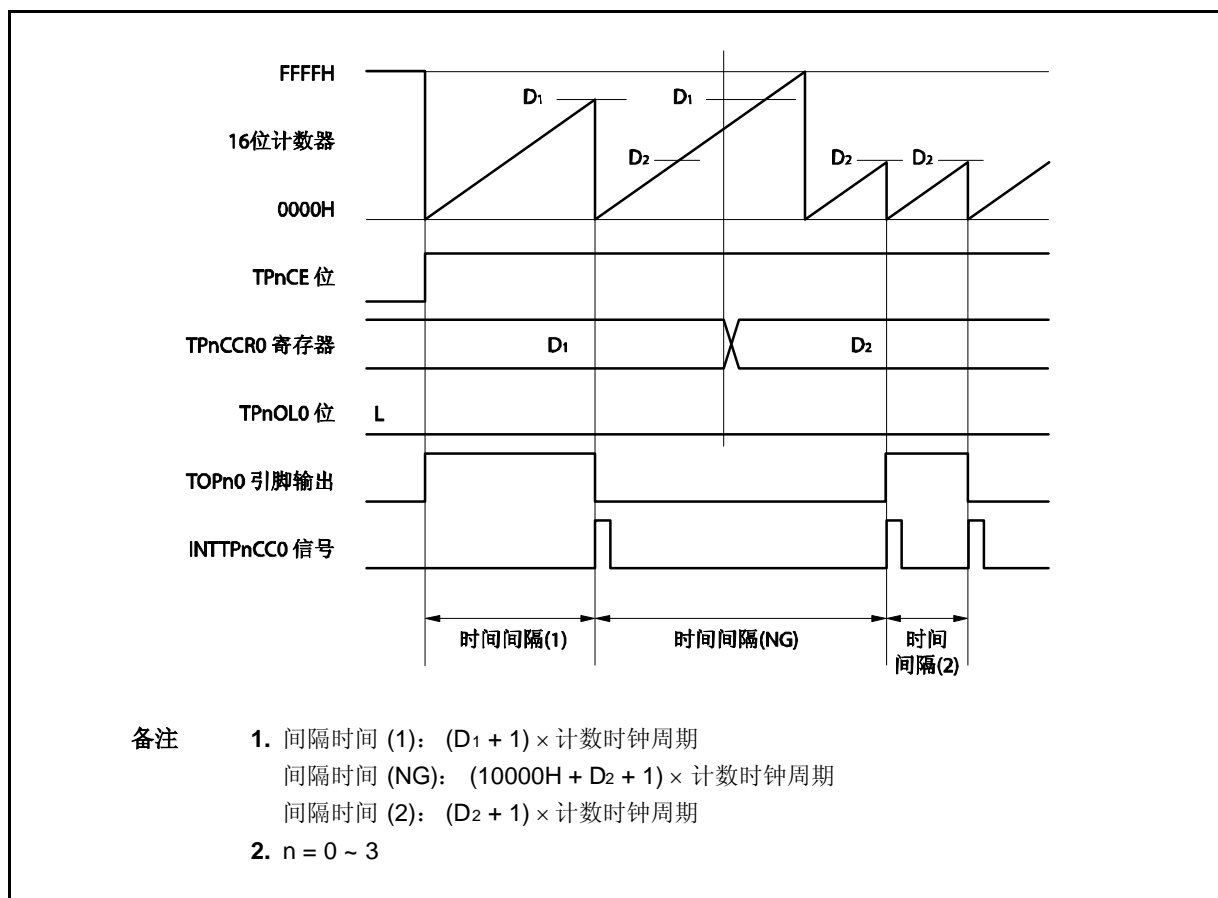 FFFFH
D1
D1
16位计数器
D2
D2
D2
0000H
TPnCE 位
TPnCCR0 寄存器
D1
D2
TPnOL0 位
L
TOPn0 引脚输出
INTTPnCC0 信号
时间间隔(1)
时间间隔(NG)
时间
间隔(2)
备注 1. 间隔时间 (1)： (D1 + 1) × 计数时钟周期
间隔时间 (NG)： (10000H + D2 + 1) × 计数时钟周期
间隔时间 (2)： (D2 + 1) × 计数时钟周期
2. n = 0 ~ 3